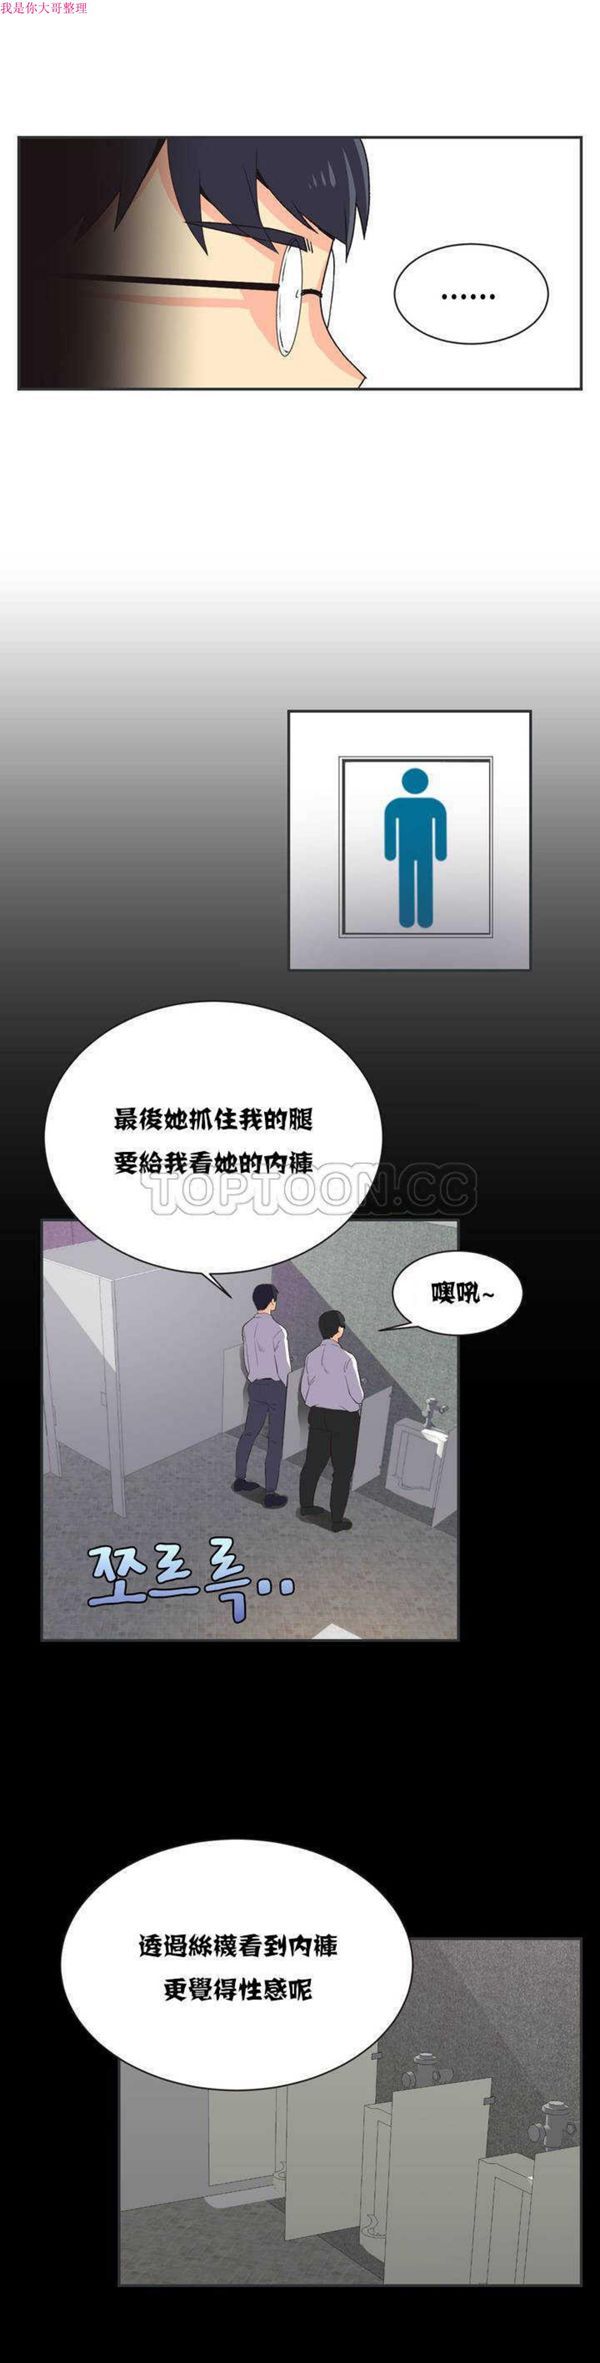 我是你大哥整理
......
最後她抓住我的腿
要給我看她的內褲
TOPTOON.CC
噢吼~
쪼르륵..
透過絲襪看到內褲
更覺得性感呢